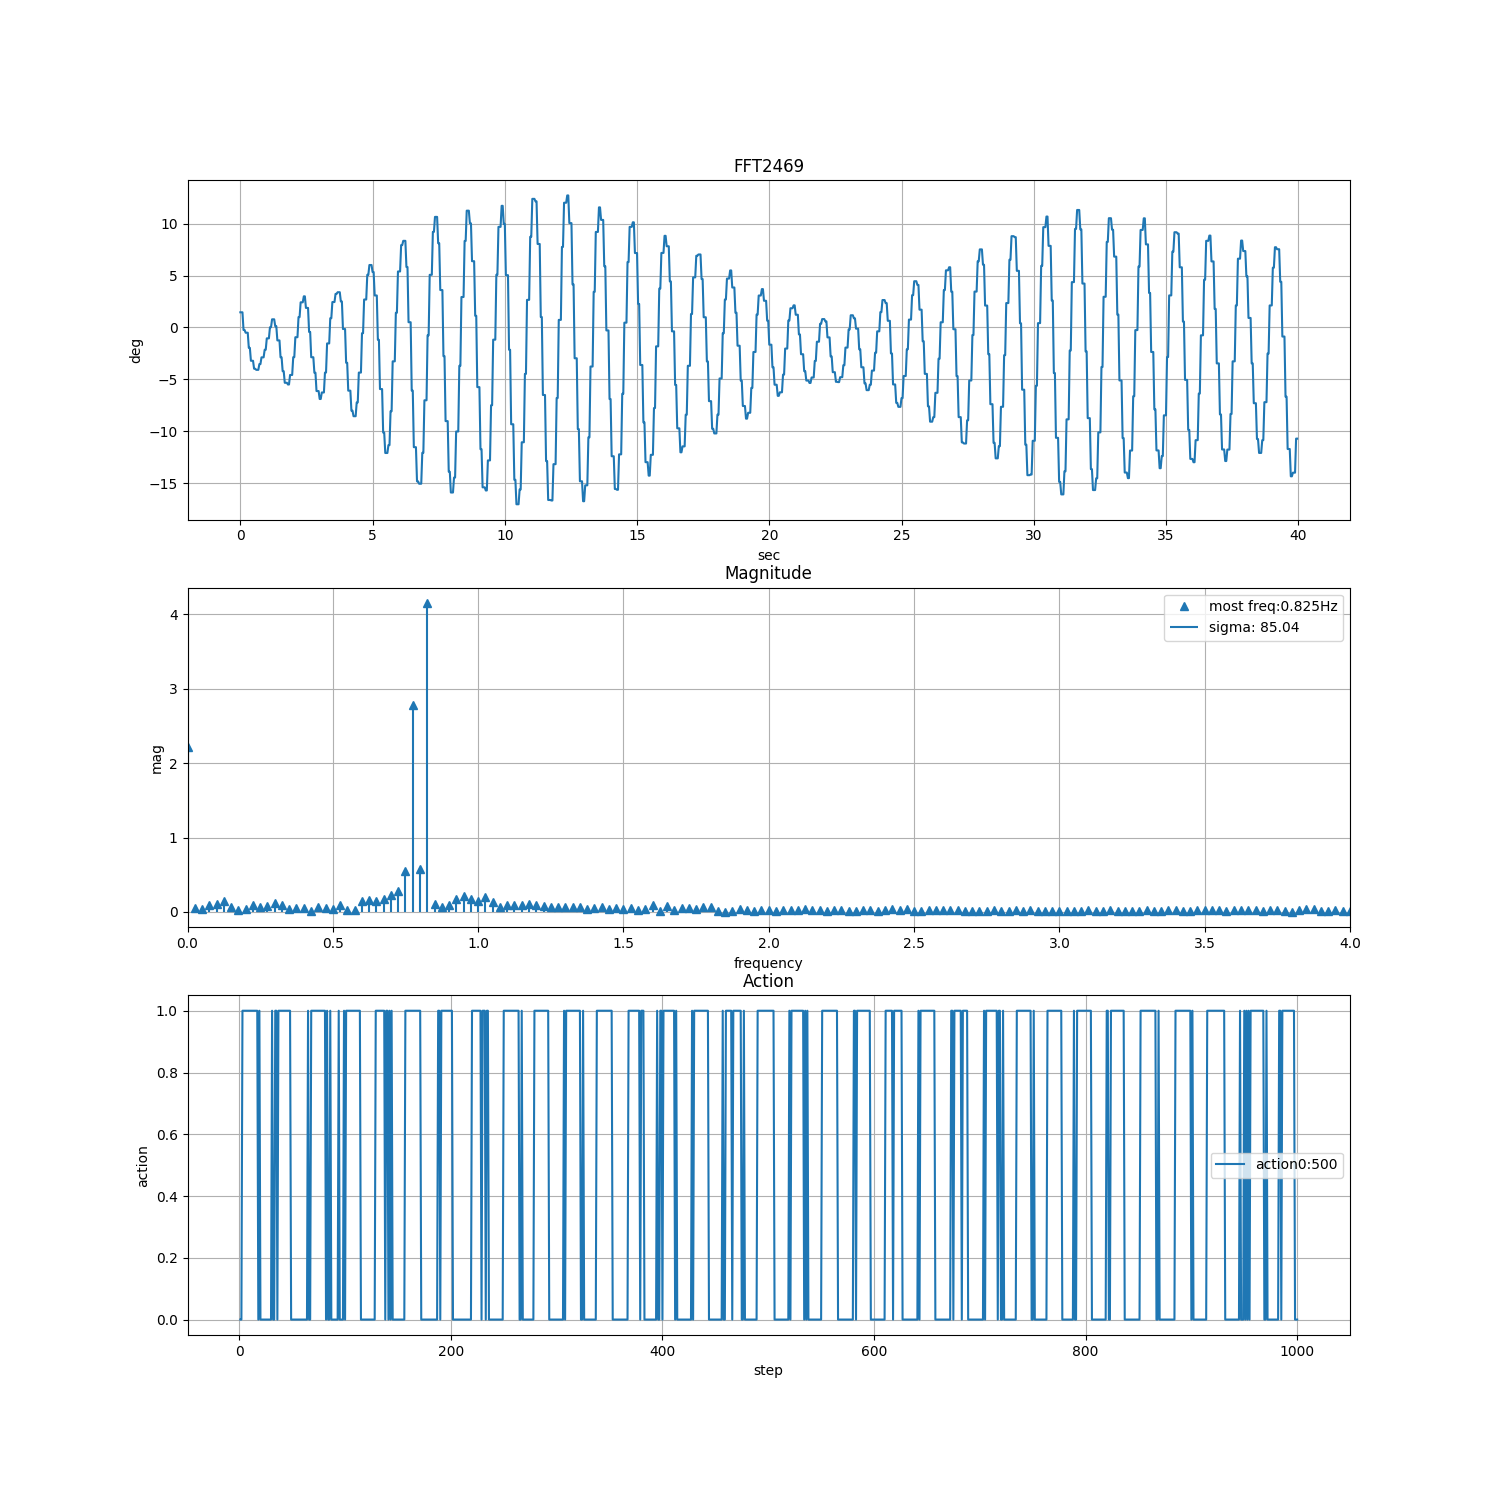 FFT2469
10
5
0
−5
−10
−15
deg
0 5 10 15 20 25 30 35 40
sec
Magnitude
most freq:0.825Hz
sigma: 85.04
4
3
2
1
0
mag
0.0 0.5 1.0 1.5 2.0 2.5 3.0 3.5 4.0
frequency
Action
1.0
0.8
0.6
0.4
0.2
0.0
action
action0:500
0 200 400 600 800 1000
step